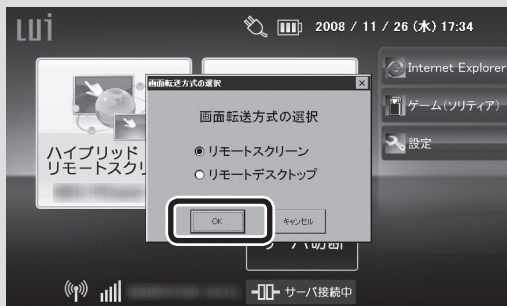 LUI
2008 / 11 / 26 (水) 17:34
Internet Explorer
ゲーム(ソリティア)
設定
ハイブリッド
リモートスクリ
画面転送方式の選択
画面転送方式の選択
リモートスクリーン
リモートデスクトップ
OK
キャンセル
サーバ接続中